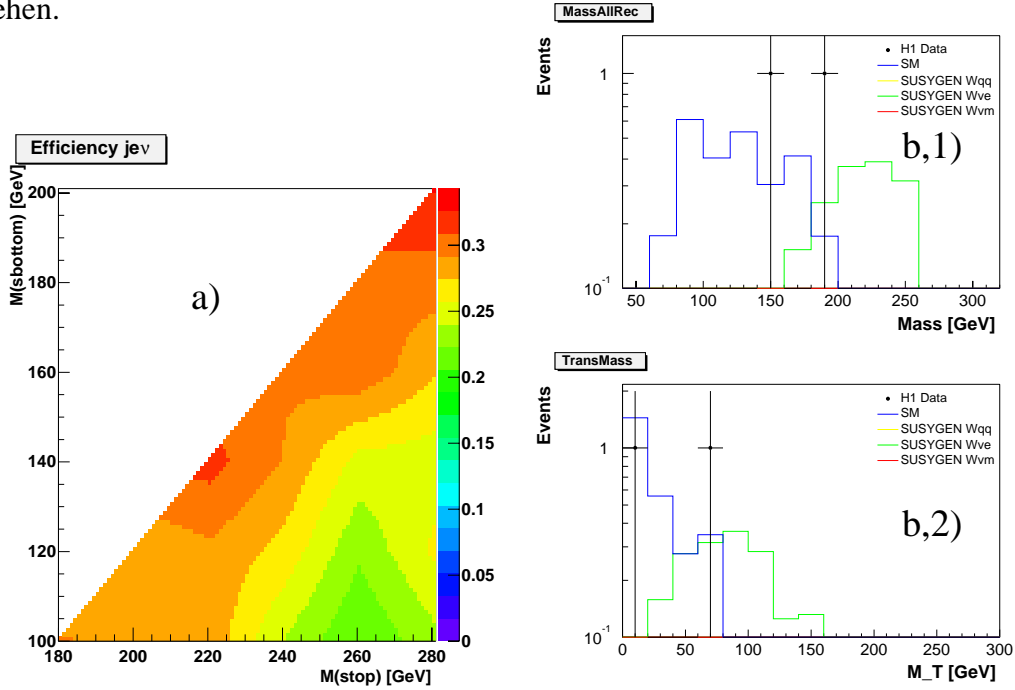 ehen.
Efficiency jeν
M(sbottom) [GeV]
200
180
160
140
120
100
a)
0.3
0.25
0.2
0.15
0.1
0.05
0
180 200 220 240 260 280
M(stop) [GeV]
MassAllRec
Events
1
10⁻¹
H1 Data
SM
SUSYGEN Wqq
SUSYGEN Wve
SUSYGEN Wvm
b,1)
50 100 150 200 250 300
Mass [GeV]
TransMass
Events
1
10⁻¹
H1 Data
SM
SUSYGEN Wqq
SUSYGEN Wve
SUSYGEN Wvm
b,2)
0 50 100 150 200 250 300
M_T [GeV]